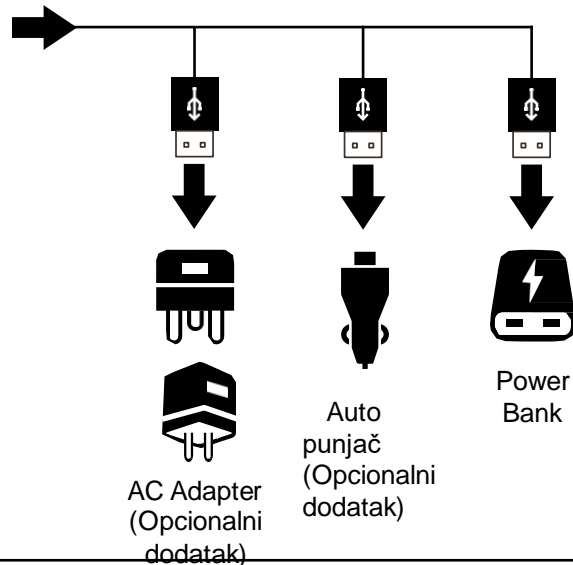 AC Adapter
(Opcionalni
dodatak)
Auto
punjač
(Opcionalni
dodatak)
Power
Bank